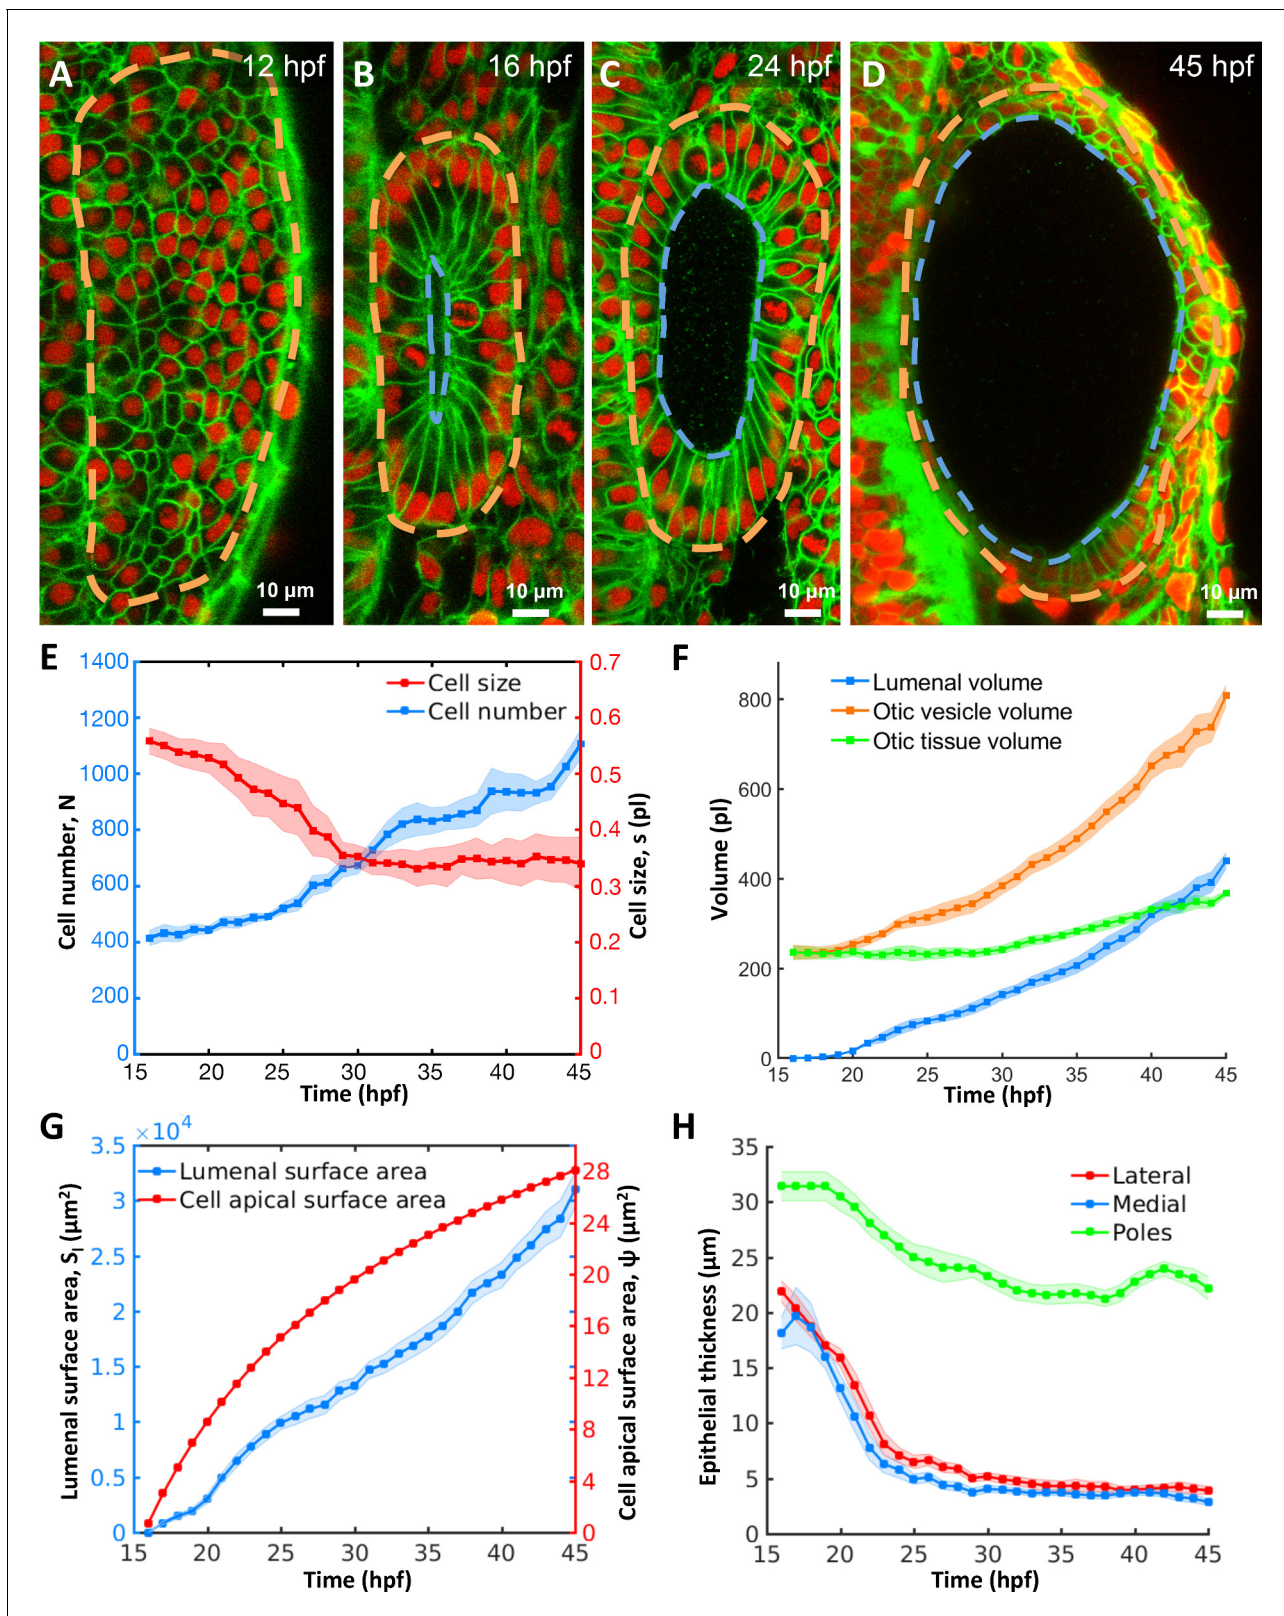 A
12 hpf
B
16 hpf
C
24 hpf
D
45 hpf
10 µm
10 µm
10 µm
10 µm
E
1400
1200
1000
800
600
400
200
0
Cell number, N
0.7
0.6
0.5
0.4
0.3
0.2
0.1
0
Cell size, s (pl)
Cell size
Cell number
15
20
25
30
35
40
45
Time (hpf)
F
800
600
400
200
0
Volume (pl)
Lumenal volume
Otic vesicle volume
Otic tissue volume
15
20
25
30
35
40
45
Time (hpf)
G
×10⁴
3.5
3
2.5
2
1.5
1
0.5
0
Lumenal surface area, Sₗ (µm²)
28
24
20
16
12
8
4
0
Cell apical surface area, ψ (µm²)
Lumenal surface area
Cell apical surface area
15
20
25
30
35
40
45
Time (hpf)
H
35
30
25
20
15
10
5
0
Epithelial thickness (µm)
Lateral
Medial
Poles
15
20
25
30
35
40
45
Time (hpf)